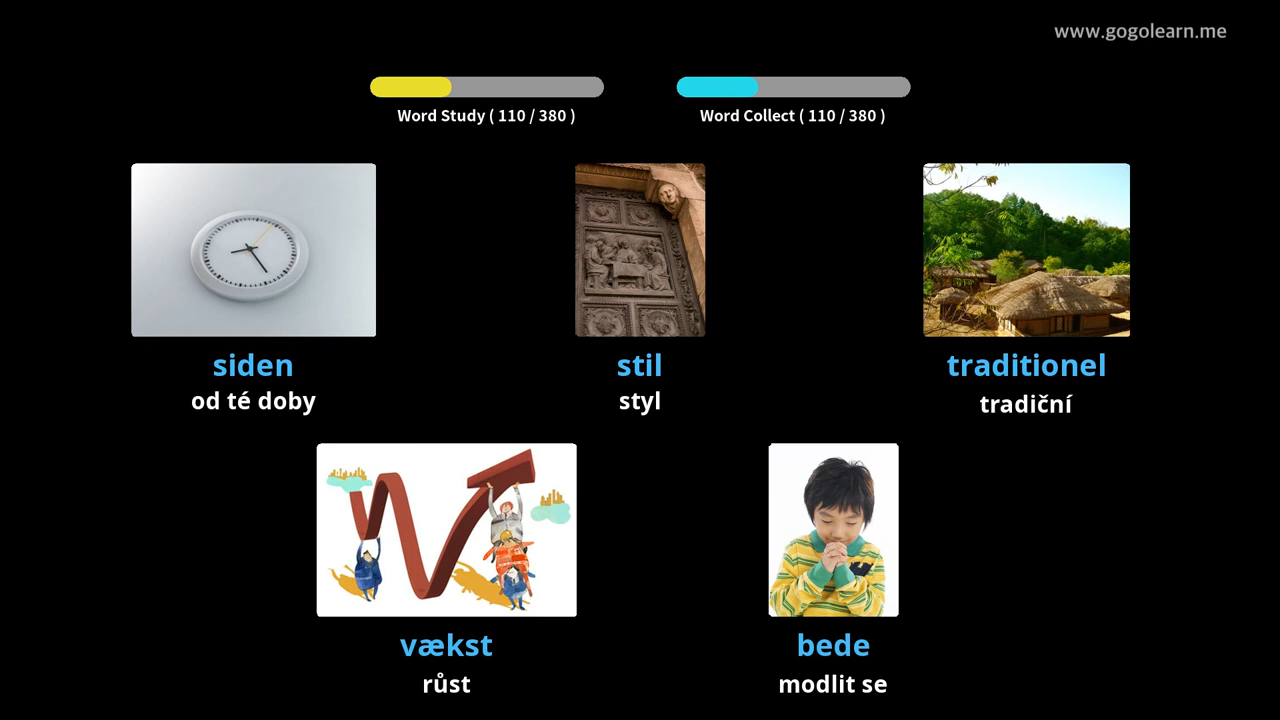 www.gogolearn.me
Word Study ( 110 / 380 )
Word Collect ( 110 / 380 )
siden
od té doby
stil
styl
traditionel
tradiční
vækst
růst
bede
modlit se